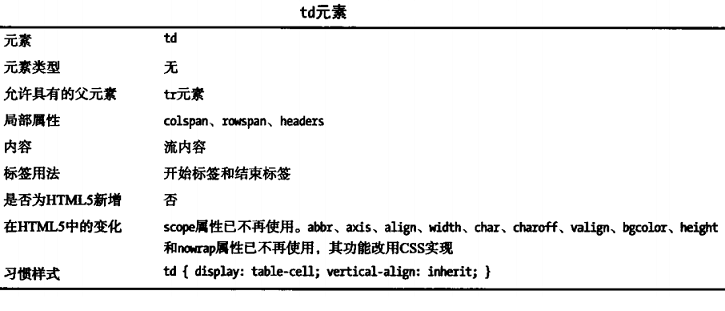 td元素
元素 td
元素类型 无
允许具有的父元素 tr元素
局部属性 colspan、rowspan、headers
内容 流内容
标签用法 开始标签和结束标签
是否为HTML5新增 否
在HTML5中的变化 scope属性已不再使用。abbr、axis、align、width、char、charoff、valign、bgcolor、height
和nowrap属性已不再使用，其功能改用CSS实现
习惯样式 td { display: table-cell; vertical-align: inherit; }